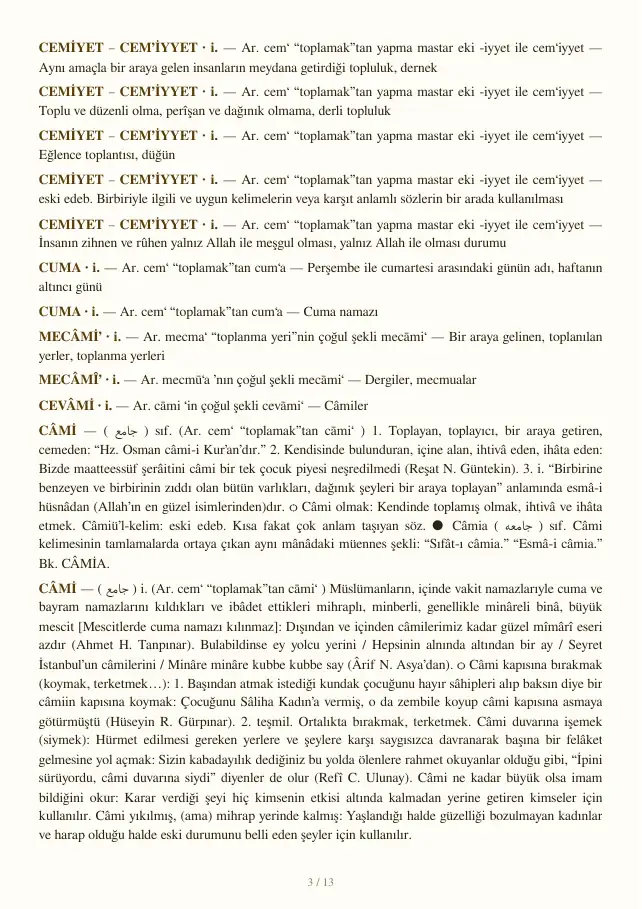 CEMİYET – CEM’İYYET · i. — Ar. cem‘ “toplamak”tan yapma mastar eki -iyyet ile cem‘iyyet —
Aynı amaçla bir araya gelen insanların meydana getirdiği topluluk, dernek
CEMİYET – CEM’İYYET · i. — Ar. cem‘ “toplamak”tan yapma mastar eki -iyyet ile cem‘iyyet —
Toplu ve düzenli olma, perîşan ve dağınık olmama, derli topluluk
CEMİYET – CEM’İYYET · i. — Ar. cem‘ “toplamak”tan yapma mastar eki -iyyet ile cem‘iyyet —
Eğlence toplantısı, düğün
CEMİYET – CEM’İYYET · i. — Ar. cem‘ “toplamak”tan yapma mastar eki -iyyet ile cem‘iyyet —
eski edeb. Birbiriyle ilgili ve uygun kelimelerin veya karşıt anlamlı sözlerin bir arada kullanılması
CEMİYET – CEM’İYYET · i. — Ar. cem‘ “toplamak”tan yapma mastar eki -iyyet ile cem‘iyyet —
İnsanın zihnen ve rûhen yalnız Allah ile meşgul olması, yalnız Allah ile olması durumu
CUMA · i. — Ar. cem‘ “toplamak”tan cum‘a — Perşembe ile cumartesi arasındaki günün adı, haftanın
altıncı günü
CUMA · i. — Ar. cem‘ “toplamak”tan cum‘a — Cuma namazı
MECÂMİ’ · i. — Ar. mecma‘ “toplanma yeri”nin çoğul şekli mecāmi‘ — Bir araya gelinen, toplanılan
yerler, toplanma yerleri
MECÂMΒ · i. — Ar. mecmū‘a ’nın çoğul şekli mecāmi‘ — Dergiler, mecmualar
CEVÂMİ · i. — Ar. cāmi ‘in çoğul şekli cevāmi‘ — Câmiler
CÂMİ — ( جامع ) sıf. (Ar. cem‘ “toplamak”tan cāmi‘ ) 1. Toplayan, toplayıcı, bir araya getiren,
cemeden: “Hz. Osman câmi-i Kur’an’dır.” 2. Kendisinde bulunduran, içine alan, ihtivâ eden, ihâta eden:
Bizde maatteessüf şerâitini câmi bir tek çocuk piyesi neşredilmedi (Reşat N. Güntekin). 3. i. “Birbirine
benzeyen ve birbirinin zıddı olan bütün varlıkları, dağınık şeyleri bir araya toplayan” anlamında esmâ-i
hüsnâdan (Allah’ın en güzel isimlerinden)dır. ѻ Câmi olmak: Kendinde toplamış olmak, ihtivâ ve ihâta
etmek. Câmiü’l-kelim: eski edeb. Kısa fakat çok anlam taşıyan söz. ● Câmia ( جامعه ) sıf. Câmi
kelimesinin tamlamalarda ortaya çıkan aynı mânâdaki müennes şekli: “Sıfât-ı câmia.” “Esmâ-i câmia.”
Bk. CÂMİA.
CÂMİ — ( جامع ) i. (Ar. cem‘ “toplamak”tan cāmi‘ ) Müslümanların, içinde vakit namazlarıyle cuma ve
bayram namazlarını kıldıkları ve ibâdet ettikleri mihraplı, minberli, genellikle minâreli binâ, büyük
mescit [Mescitlerde cuma namazı kılınmaz]: Dışından ve içinden câmilerimiz kadar güzel mîmârî eseri
azdır (Ahmet H. Tanpınar). Bulabildinse ey yolcu yerini / Hepsinin alnında altından bir ay / Seyret
İstanbul’un câmilerini / Minâre minâre kubbe kubbe say (Ârif N. Asya’dan). ѻ Câmi kapısına bırakmak
(koymak, terketmek…): 1. Başından atmak istediği kundak çocuğunu hayır sâhipleri alıp baksın diye bir
câmiin kapısına koymak: Çocuğunu Sâliha Kadın’a vermiş, o da zembile koyup câmi kapısına asmaya
götürmüştü (Hüseyin R. Gürpınar). 2. teşmil. Ortalıkta bırakmak, terketmek. Câmi duvarına işemek
(siymek): Hürmet edilmesi gereken yerlere ve şeylere karşı saygısızca davranarak başına bir felâket
gelmesine yol açmak: Sizin kabadayılık dediğiniz bu yolda ölenlere rahmet okuyanlar olduğu gibi, “İpini
sürüyordu, câmi duvarına siydi” diyenler de olur (Refî C. Ulunay). Câmi ne kadar büyük olsa imam
bildiğini okur: Karar verdiği şeyi hiç kimsenin etkisi altında kalmadan yerine getiren kimseler için
kullanılır. Câmi yıkılmış, (ama) mihrap yerinde kalmış: Yaşlandığı halde güzelliği bozulmayan kadınlar
ve harap olduğu halde eski durumunu belli eden şeyler için kullanılır.
3 / 13